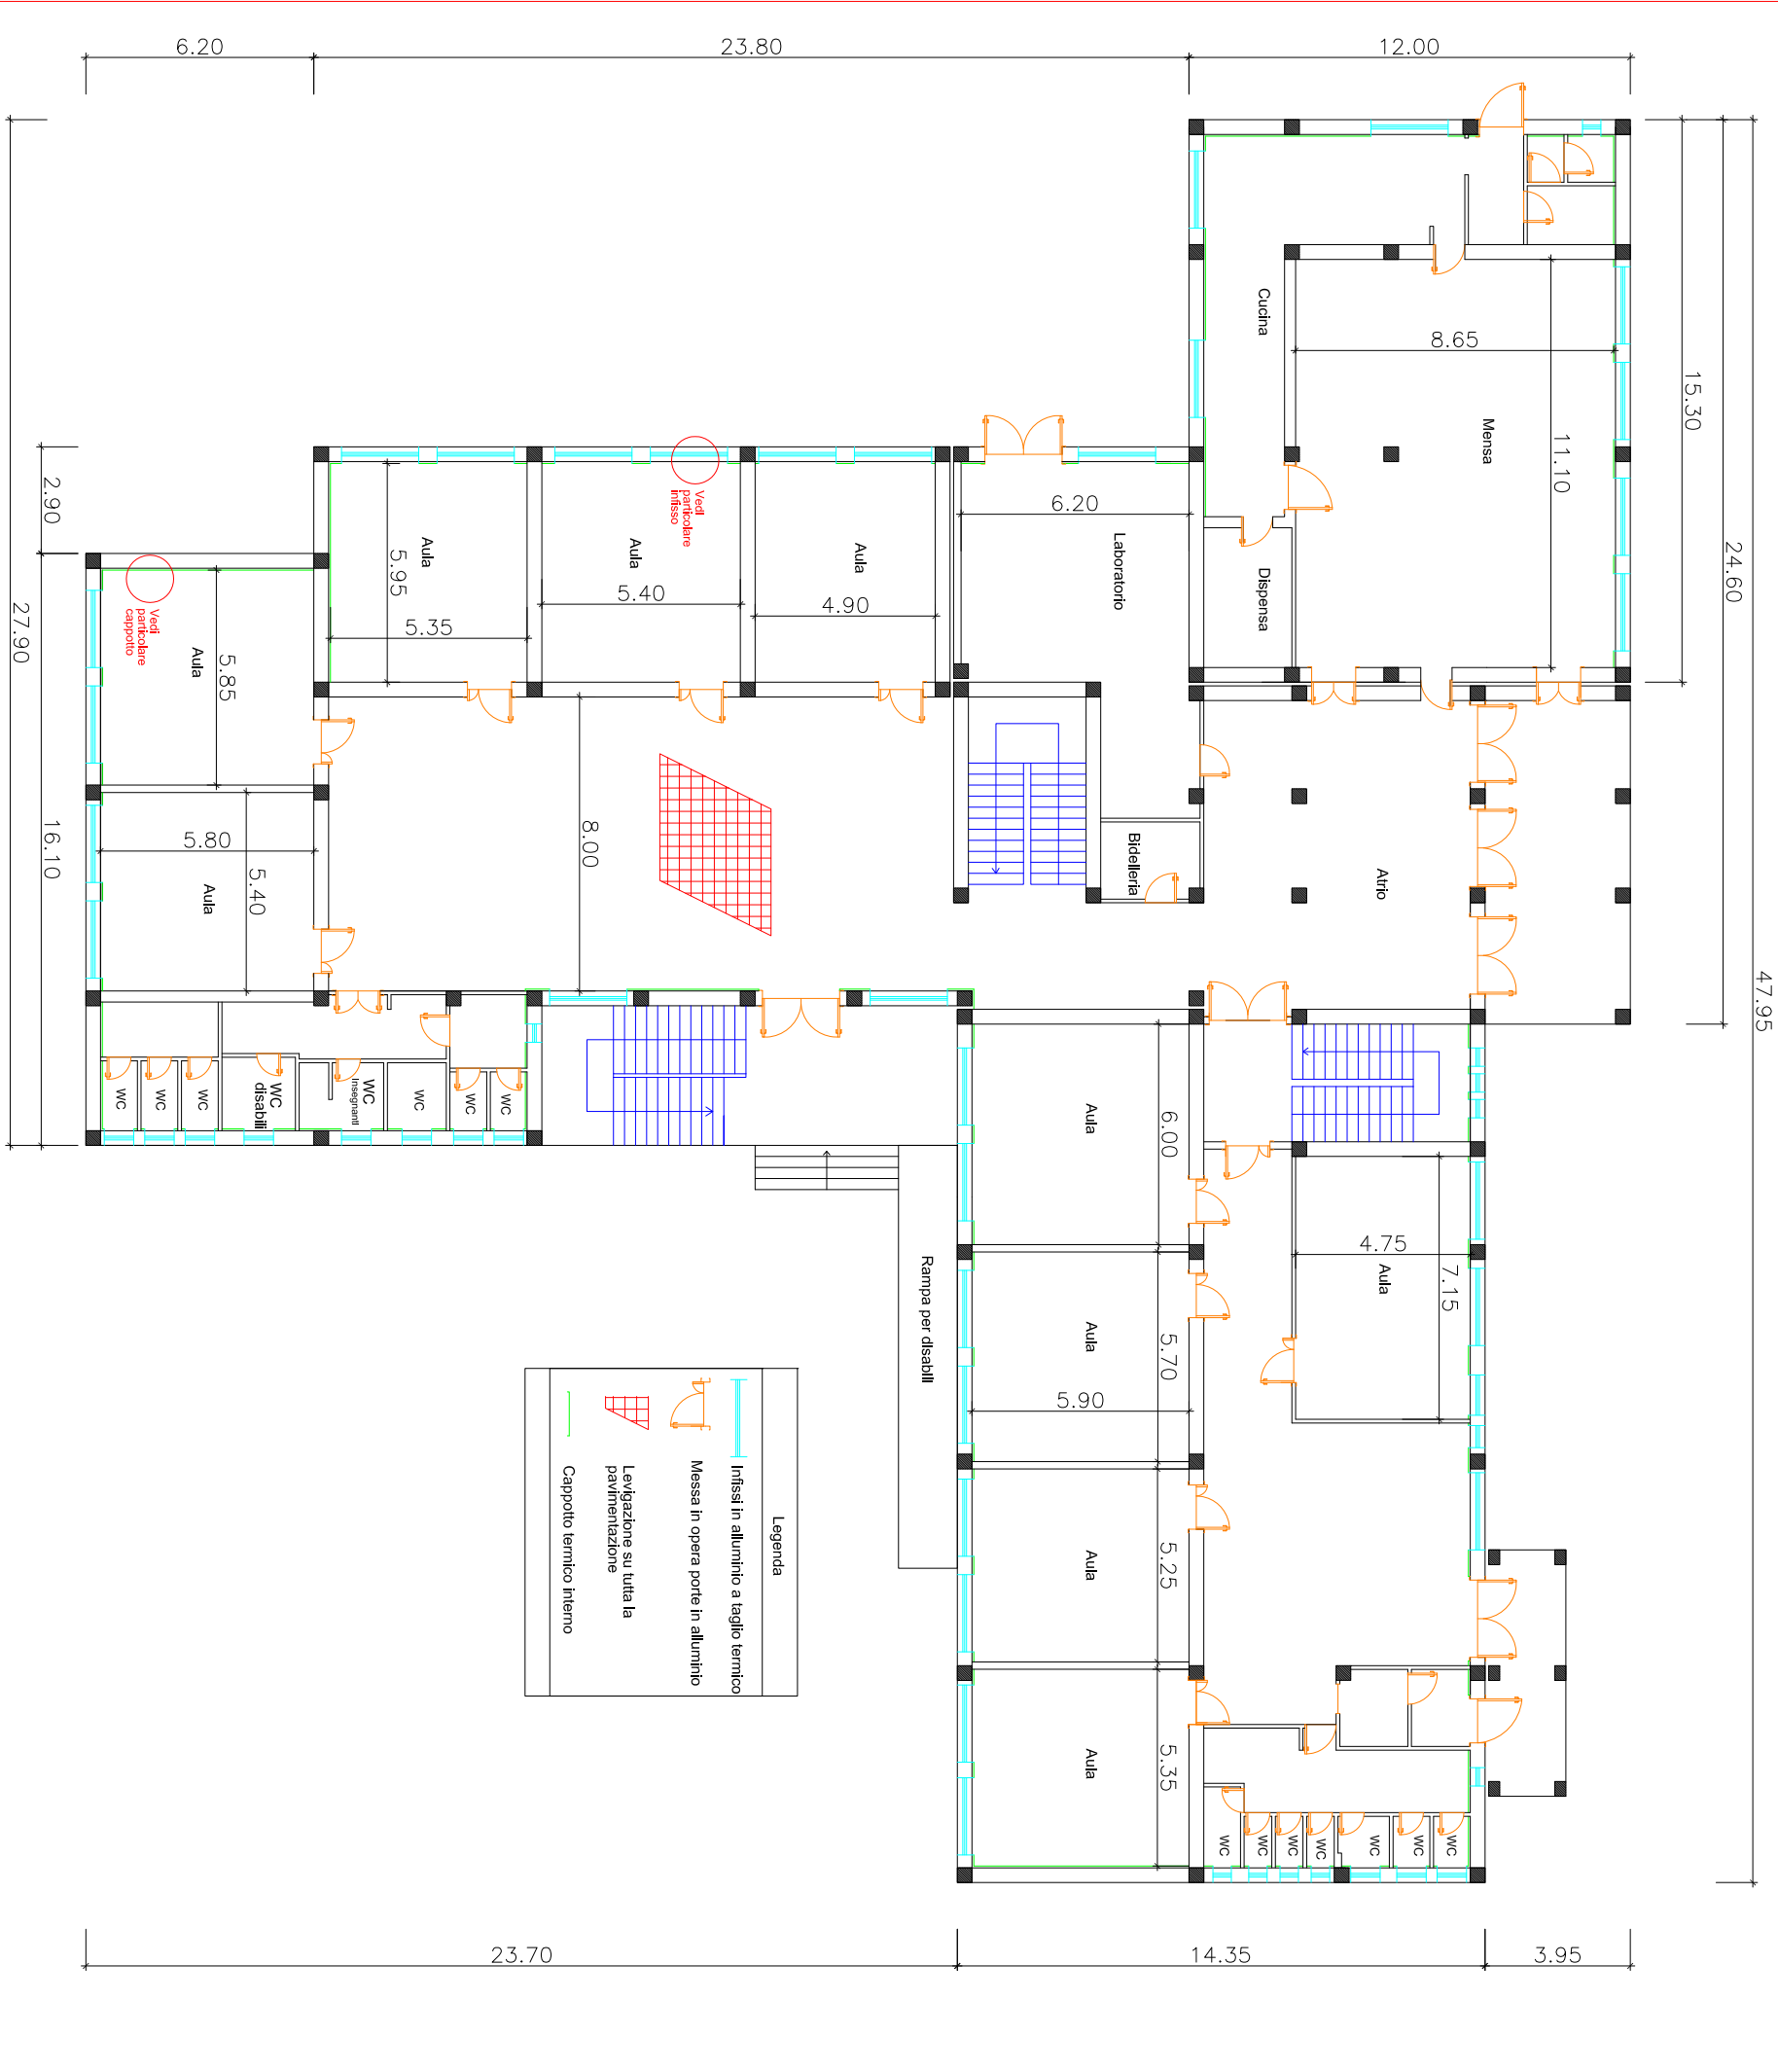 6.20
23.80
12.00
15.30
24.60
47.95
8.65
11.10
Cucina
Mensa
Dispensa
Laboratorio
6.20
Vedi
particolare
infisso
Aula
5.95
5.35
Aula
5.40
Aula
4.90
2.90
27.90
16.10
Vedi
particolare
cappotto
Aula
5.85
5.80
5.40
Aula
8.00
Bidelleria
Atrio
WC
WC
WC
WC
disabili
WC
Insegnanti
WC
WC
WC
Aula
6.00
4.75
7.15
Aula
Aula
5.70
5.90
Rampa per disabili
Aula
5.25
Aula
5.35
WC
WC
WC
WC
WC
WC
WC
Legenda
Infissi in alluminio a taglio termico
Messa in opera porte in alluminio
Levigazione su tutta la
pavimentazione
Cappotto termico interno
23.70
14.35
3.95